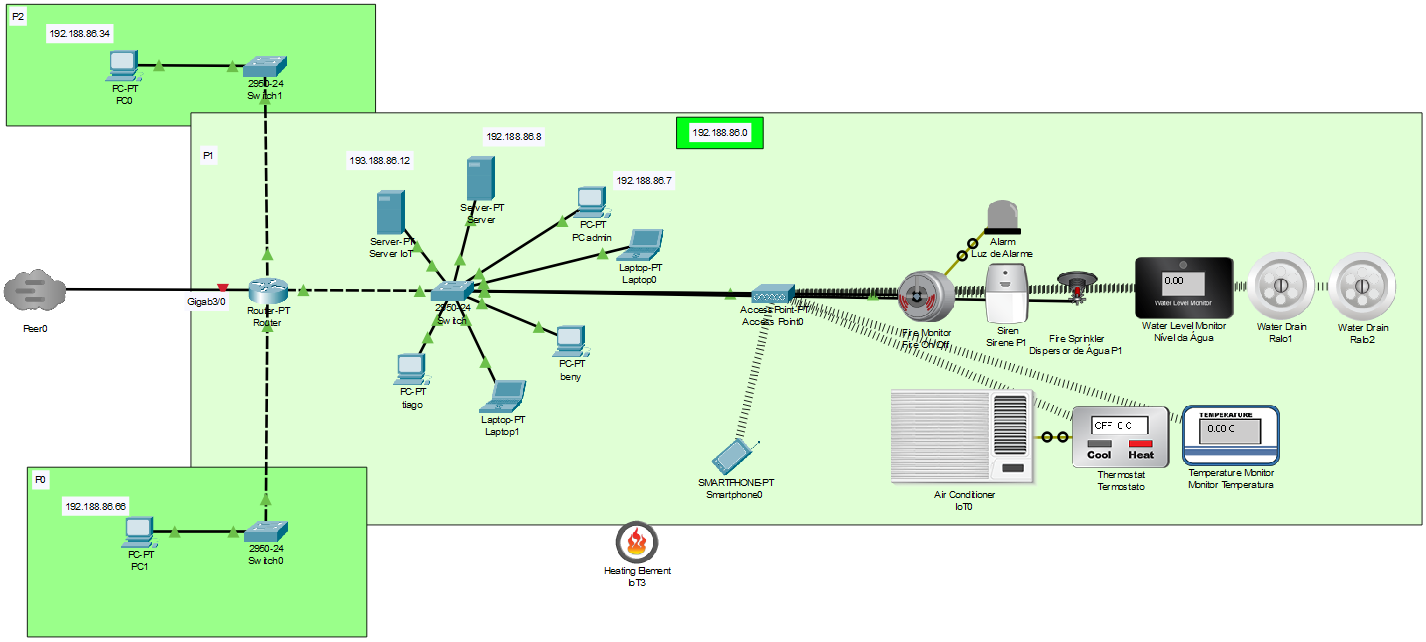 P2
192.188.86.34
PC-PT
PC0
2950-24
Switch1
P1
192.188.86.0
193.188.86.12
192.188.86.8
192.188.86.7
Server-PT
Server IoT
Server-PT
Server
PC-PT
PC admin
Laptop-PT
Laptop0
Peer0
Gigab3/0
Router-PT
Router
2950-24
Switch
PC-PT
tiago
Laptop-PT
Laptop1
PC-PT
beny
Access Point-PT
Access Point0
SMARTPHONE-PT
Smartphone0
Alarm
Luz de Alarme
Fire Monitor
Fire On/Off
Siren
Sirene P1
Fire Sprinkler
Dispersor de Água P1
0.00
Water Level Monitor
Water Level Monitor
Nível da Água
Water Drain
Ralo1
Water Drain
Ralo2
Air Conditioner
IoT0
OFF 0 C
Cool Heat
Thermostat
Termostato
TEMPERATURE
0.00 C
Temperature Monitor
Monitor Temperatura
P0
192.188.86.66
PC-PT
PC1
2950-24
Switch0
Heating Element
IoT3